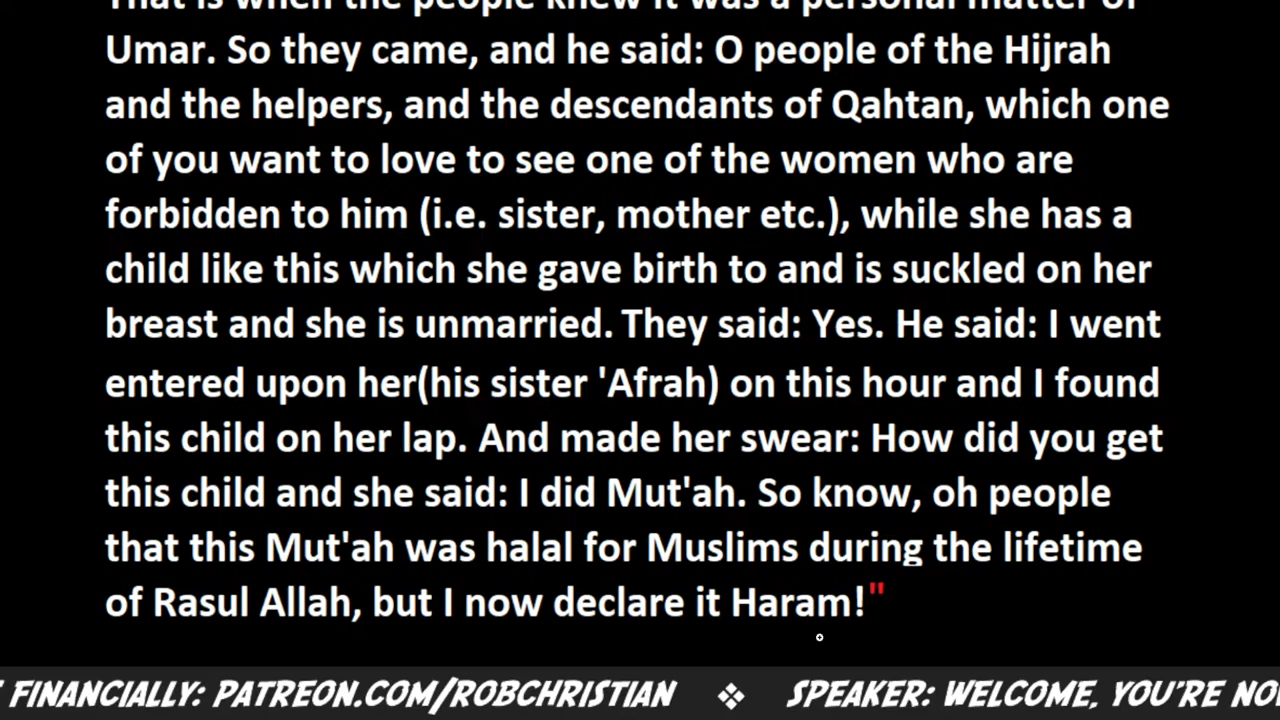 That is when the people knew it was a personal matter of
Umar. So they came, and he said: O people of the Hijrah
and the helpers, and the descendants of Qahtan, which one
of you want to love to see one of the women who are
forbidden to him (i.e. sister, mother etc.), while she has a
child like this which she gave birth to and is suckled on her
breast and she is unmarried. They said: Yes. He said: I went
entered upon her(his sister 'Afrah) on this hour and I found
this child on her lap. And made her swear: How did you get
this child and she said: I did Mut'ah. So know, oh people
that this Mut'ah was halal for Muslims during the lifetime
of Rasul Allah, but I now declare it Haram!"
FINANCIALLY: PATREON.COM/ROBCHRISTIAN ❖ SPEAKER: WELCOME, YOU'RE